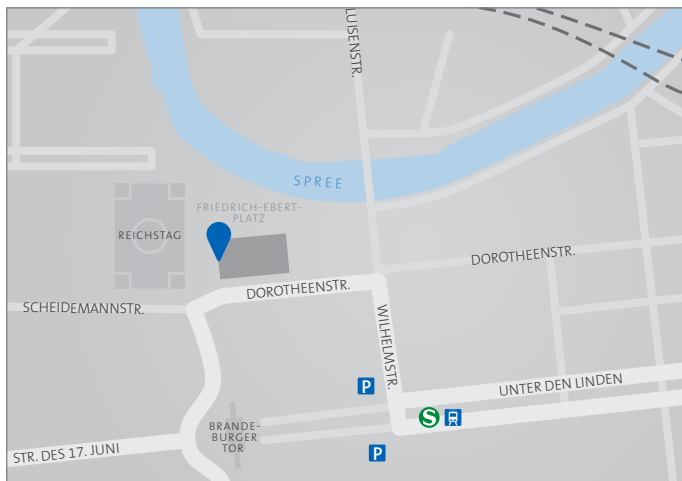 LUISENSTR.
SPREE
FRIEDRICH-EBERT-
PLATZ
REICHSTAG
DOROTHEENSTR.
DOROTHEENSTR.
SCHEIDEMANNSTR.
WILHELMSTR.
P
UNTER DEN LINDEN
S
BRANDE-
BURGER
TOR
STR. DES 17. JUNI
P